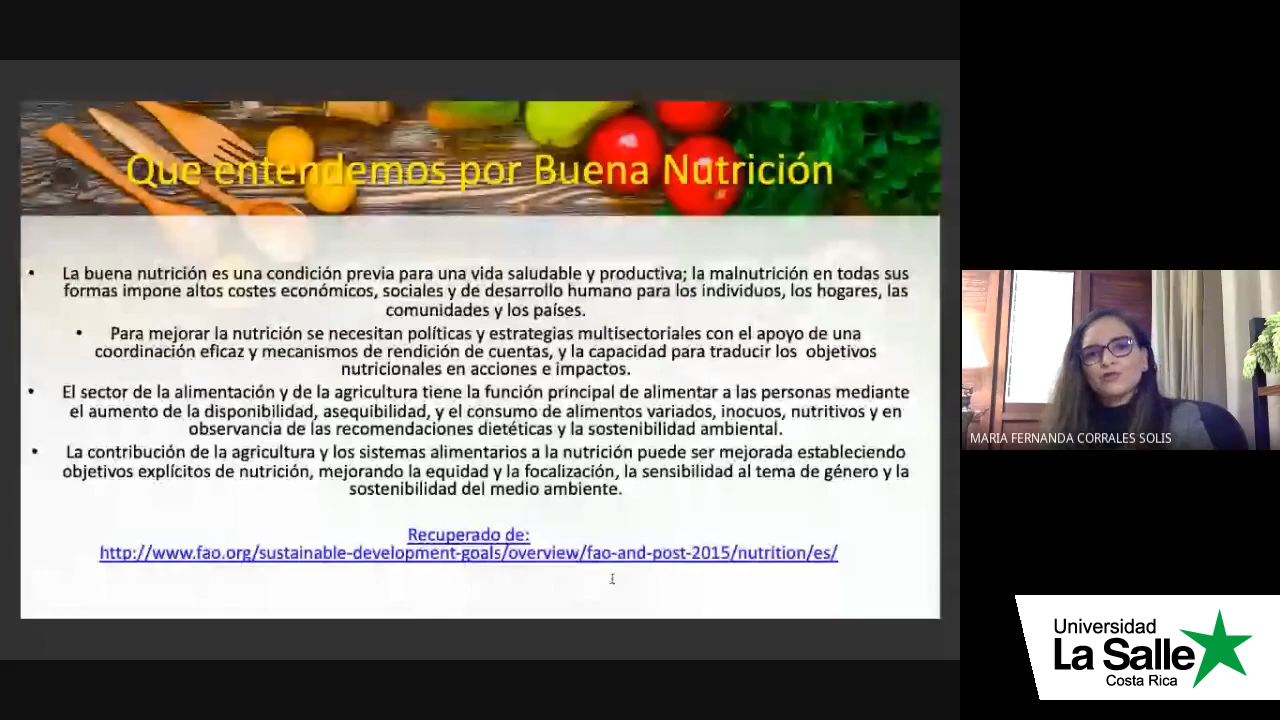 Que entendemos por Buena Nutrición
• La buena nutrición es una condición previa para una vida saludable y productiva; la malnutrición en todas sus
formas impone altos costes económicos, sociales y de desarrollo humano para los individuos, los hogares, las
comunidades y los países.
• Para mejorar la nutrición se necesitan políticas y estrategias multisectoriales con el apoyo de una
coordinación eficaz y mecanismos de rendición de cuentas, y la capacidad para traducir los objetivos
nutricionales en acciones e impactos.
• El sector de la alimentación y de la agricultura tiene la función principal de alimentar a las personas mediante
el aumento de la disponibilidad, asequibilidad, y el consumo de alimentos variados, inocuos, nutritivos y en
observancia de las recomendaciones dietéticas y la sostenibilidad ambiental.
• La contribución de la agricultura y los sistemas alimentarios a la nutrición puede ser mejorada estableciendo
objetivos explícitos de nutrición, mejorando la equidad y la focalización, la sensibilidad al tema de género y la
sostenibilidad del medio ambiente.
Recuperado de:
http://www.fao.org/sustainable-development-goals/overview/fao-and-post-2015/nutrition/es/
MARIA FERNANDA CORRALES SOLIS
Universidad
La Salle
Costa Rica